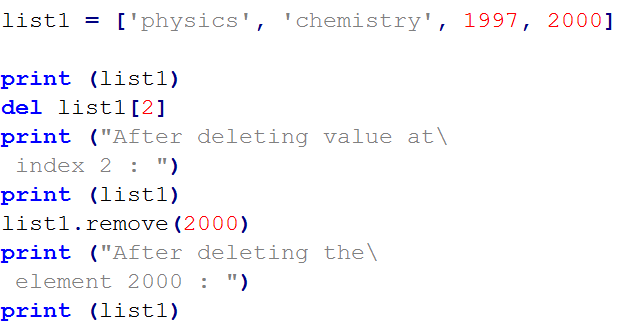 list1 = ['physics', 'chemistry', 1997, 2000]
print (list1)
del list1[2]
print ("After deleting value at\
 index 2 : ")
print (list1)
list1.remove(2000)
print ("After deleting the\
 element 2000 : ")
print (list1)